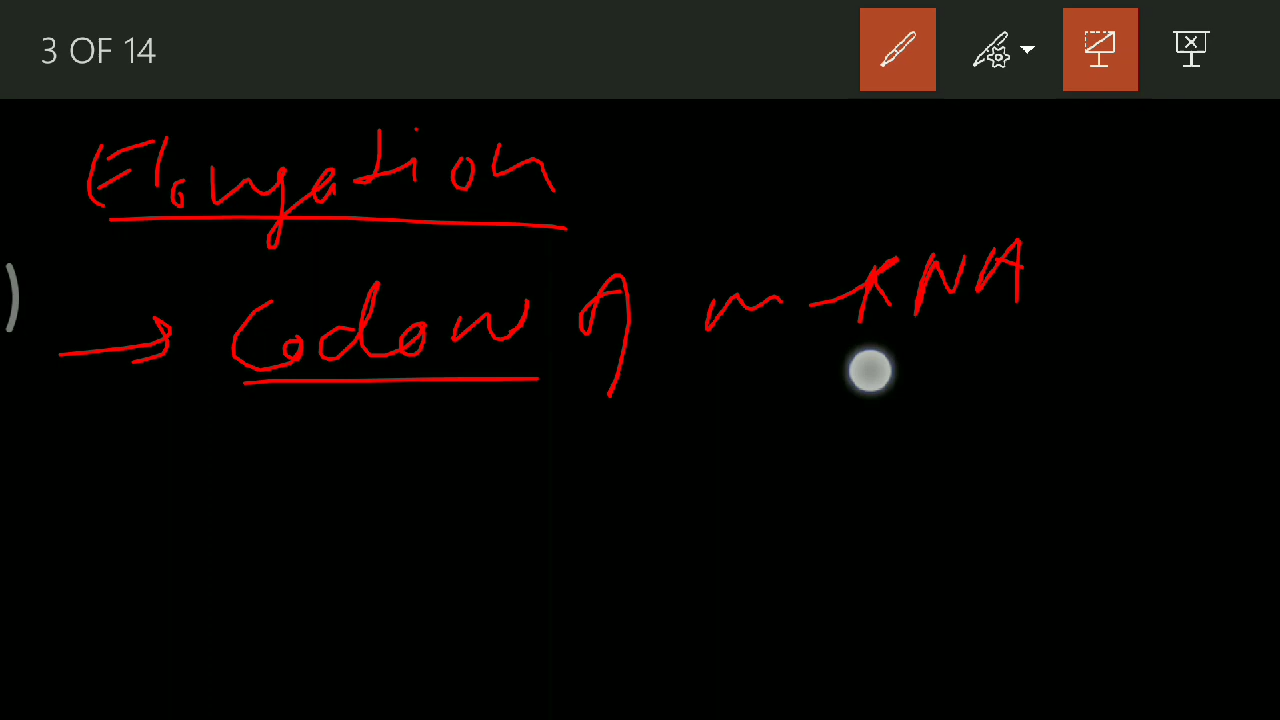 3 OF 14
Elongation
→ Codon of m-RNA